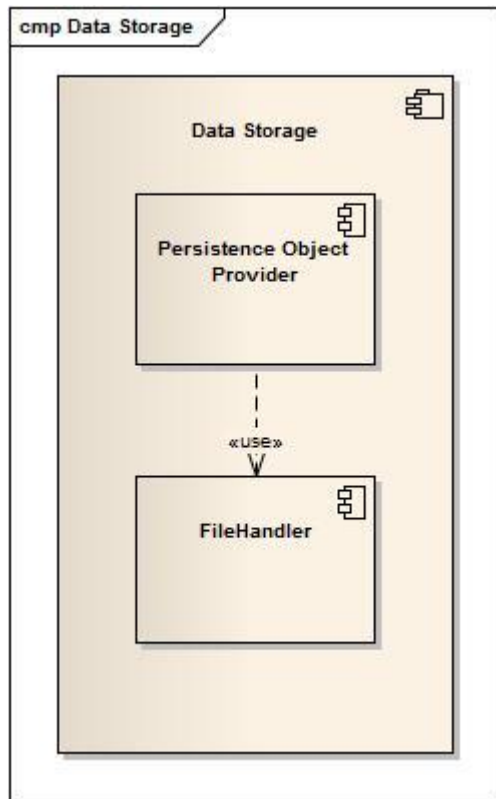 cmp Data Storage
Data Storage
Persistence Object
Provider
«use»
FileHandler